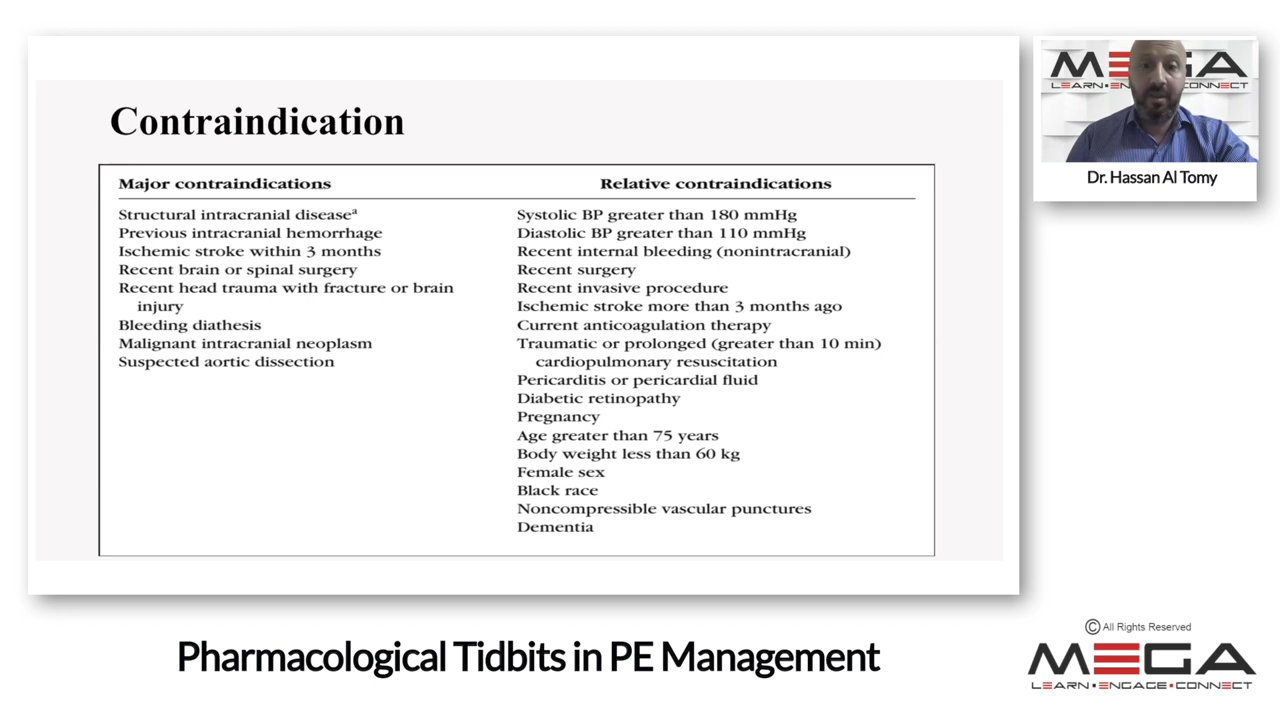 Contraindication
Major contraindications
Structural intracranial diseaseª
Previous intracranial hemorrhage
Ischemic stroke within 3 months
Recent brain or spinal surgery
Recent head trauma with fracture or brain
injury
Bleeding diathesis
Malignant intracranial neoplasm
Suspected aortic dissection
Relative contraindications
Systolic BP greater than 180 mmHg
Diastolic BP greater than 110 mmHg
Recent internal bleeding (nonintracranial)
Recent surgery
Recent invasive procedure
Ischemic stroke more than 3 months ago
Current anticoagulation therapy
Traumatic or prolonged (greater than 10 min)
cardiopulmonary resuscitation
Pericarditis or pericardial fluid
Diabetic retinopathy
Pregnancy
Age greater than 75 years
Body weight less than 60 kg
Female sex
Black race
Noncompressible vascular punctures
Dementia
Dr. Hassan Al Tomy
Pharmacological Tidbits in PE Management
© All Rights Reserved
MEGA
LEARN▪ENGAGE▪CONNECT